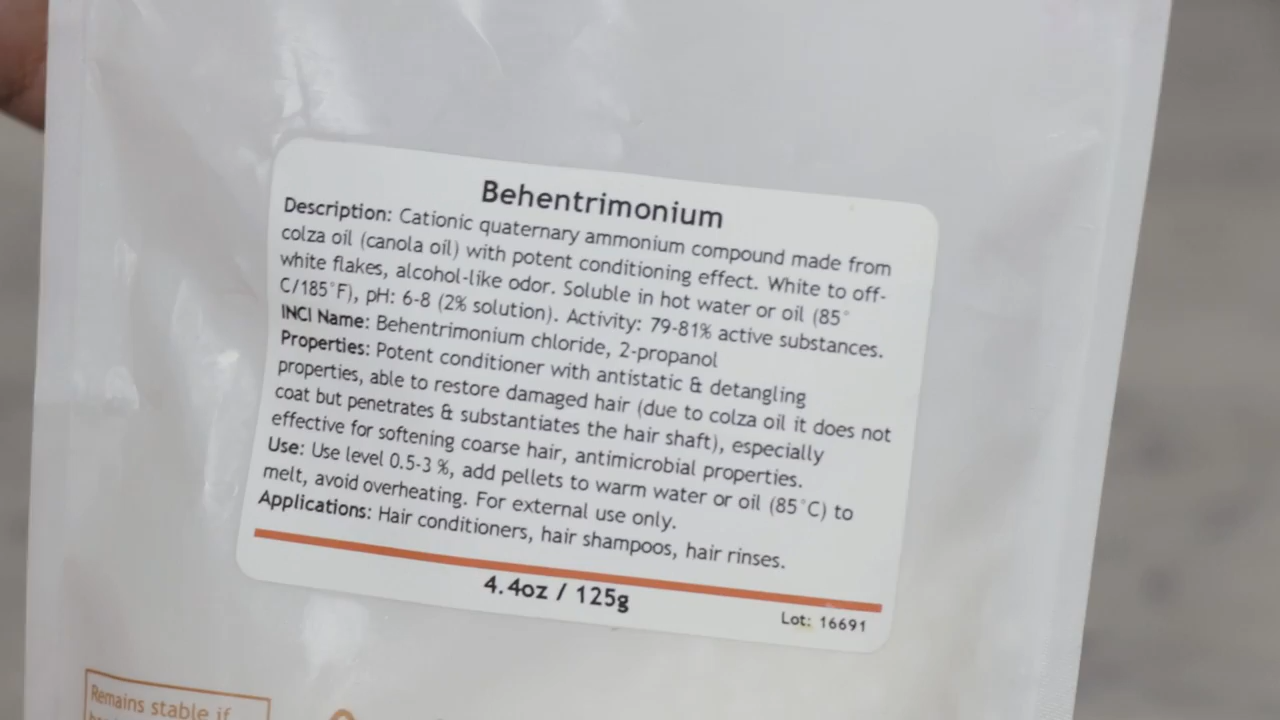 Behentrimonium
Description: Cationic quaternary ammonium compound made from
colza oil (canola oil) with potent conditioning effect. White to off-
white flakes, alcohol-like odor. Soluble in hot water or oil (85°
C/185°F), pH: 6-8 (2% solution). Activity: 79-81% active substances.
INCI Name: Behentrimonium chloride, 2-propanol
Properties: Potent conditioner with antistatic & detangling
properties, able to restore damaged hair (due to colza oil it does not
coat but penetrates & substantiates the hair shaft), especially
effective for softening coarse hair, antimicrobial properties.
Use: Use level 0.5-3 %, add pellets to warm water or oil (85°C) to
melt, avoid overheating. For external use only.
Applications: Hair conditioners, hair shampoos, hair rinses.
4.4oz / 125g
Lot: 16691
Remains stable if